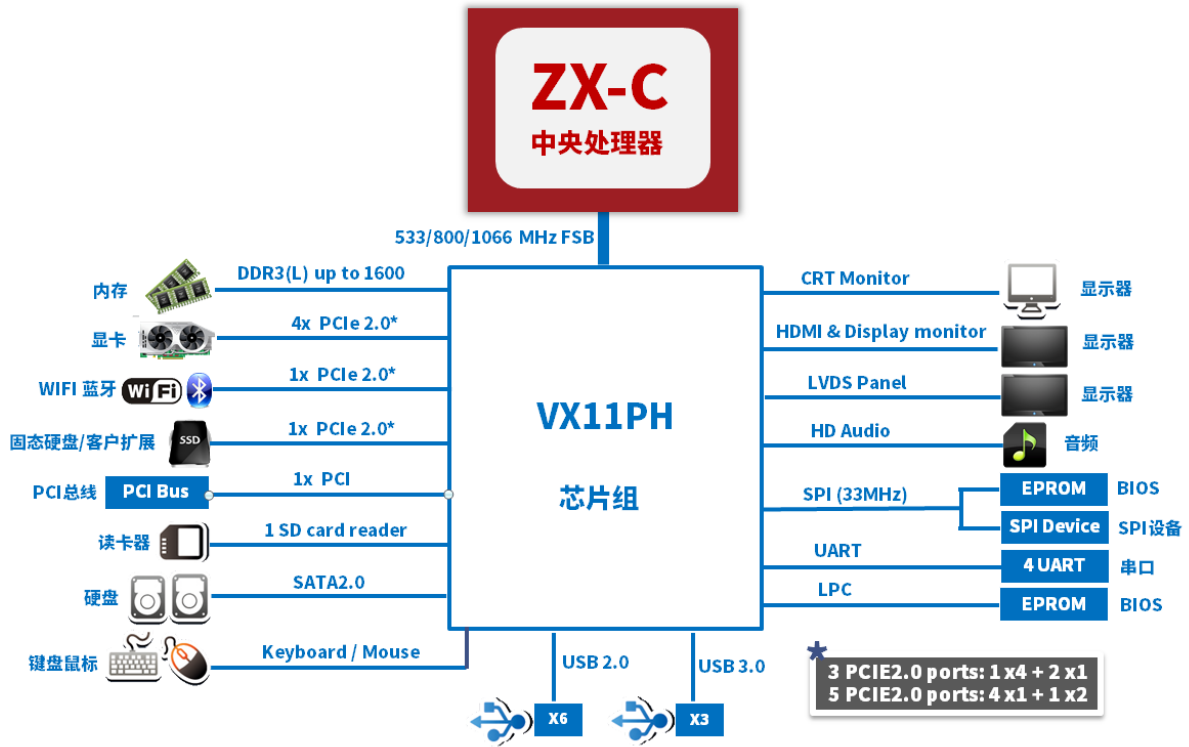 ZX-C
中央处理器
533/800/1066 MHz FSB
VX11PH
芯片组
内存
DDR3(L) up to 1600
显卡
4x PCIe 2.0*
WIFI 蓝牙
WiFi
1x PCIe 2.0*
固态硬盘/客户扩展
SSD
1x PCIe 2.0*
PCI总线
PCI Bus
1x PCI
读卡器
1 SD card reader
硬盘
SATA2.0
键盘鼠标
Keyboard / Mouse
CRT Monitor
显示器
HDMI & Display monitor
显示器
LVDS Panel
显示器
HD Audio
音频
SPI (33MHz)
EPROM
BIOS
SPI Device
SPI设备
UART
4 UART
串口
LPC
EPROM
BIOS
USB 2.0
X6
USB 3.0
X3
*
3 PCIE2.0 ports: 1 x4 + 2 x1
5 PCIE2.0 ports: 4 x1 + 1 x2